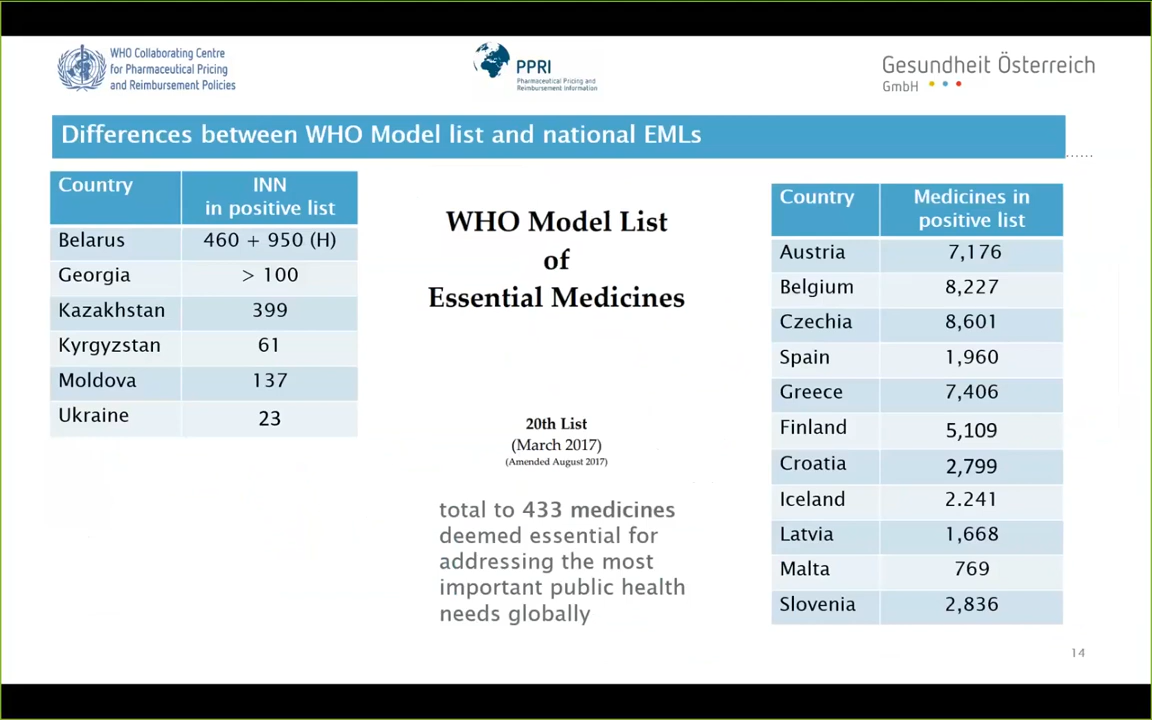 WHO Collaborating Centre
for Pharmaceutical Pricing
and Reimbursement Policies
PPRI
Pharmaceutical Pricing and
Reimbursement Information
Gesundheit Österreich
GmbH
Differences between WHO Model list and national EMLs
Country INN
in positive list
Belarus 460 + 950 (H)
Georgia > 100
Kazakhstan 399
Kyrgyzstan 61
Moldova 137
Ukraine 23
WHO Model List
of
Essential Medicines
20th List
(March 2017)
(Amended August 2017)
total to 433 medicines
deemed essential for
addressing the most
important public health
needs globally
Country Medicines in
positive list
Austria 7,176
Belgium 8,227
Czechia 8,601
Spain 1,960
Greece 7,406
Finland 5,109
Croatia 2,799
Iceland 2.241
Latvia 1,668
Malta 769
Slovenia 2,836
14